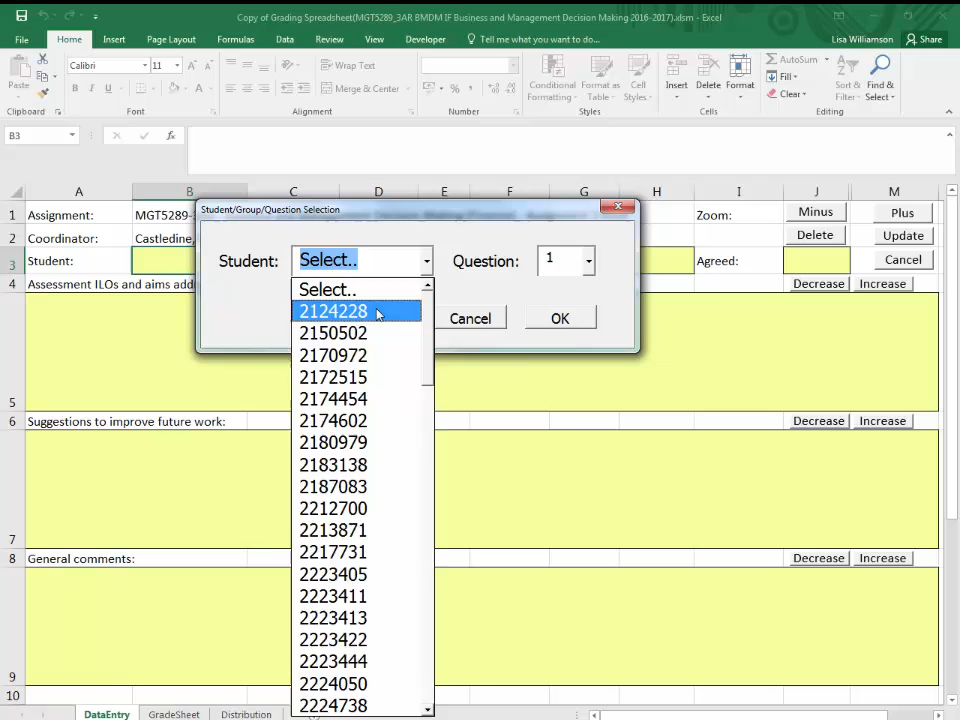 Copy of Grading Spreadsheet(MGT5289_3AR 8MDM IF Business and Management Decision Making 2016-2017).xlsm - Excel
File Home Insert Page Layout Formulas Data Review View Developer Tell me what you want to do... Lisa Williamson Share
Paste
Calibri 11
B I U
Wrap Text
Merge & Center
Conditional Formatting
Format as Table
Cell Styles
Insert Delete Format
AutoSum
Fill
Clear
Sort & Filter
Find & Select
Clipboard Font Alignment Number Styles Cells Editing
B3
A B C D E F G H I J M
1 Assignment: MGT5289- Zoom: Minus Plus
2 Coordinator: Castledine, Delete Update
3 Student: Agreed: Cancel
4 Assessment ILOs and aims add Decrease Increase
5
6 Suggestions to improve future work: Decrease Increase
7
8 General comments: Decrease Increase
9
10
Student/Group/Question Selection
Student: Select.. Question: 1
Cancel OK
Select..
2124228
2150502
2170972
2172515
2174454
2174602
2180979
2183138
2187083
2212700
2213871
2217731
2223405
2223411
2223413
2223422
2223444
2224050
2224738
DataEntry GradeSheet Distribution